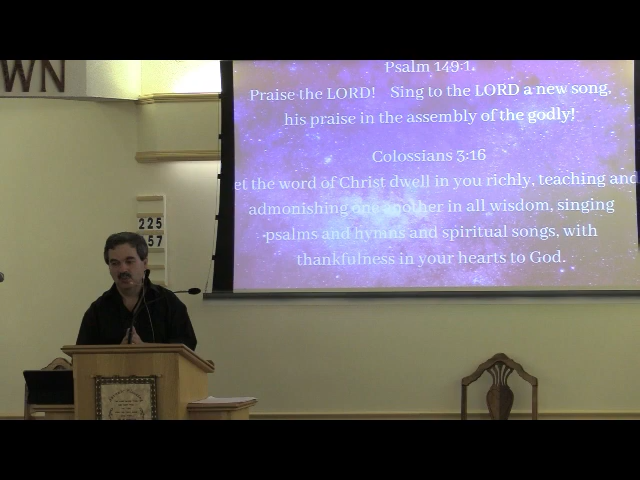 WN
Psalm 149:1
Praise the LORD! Sing to the LORD a new song,
his praise in the assembly of the godly!
Colossians 3:16
et the word of Christ dwell in you richly, teaching and
admonishing one another in all wisdom, singing
psalms and hymns and spiritual songs, with
thankfulness in your hearts to God.
225
57